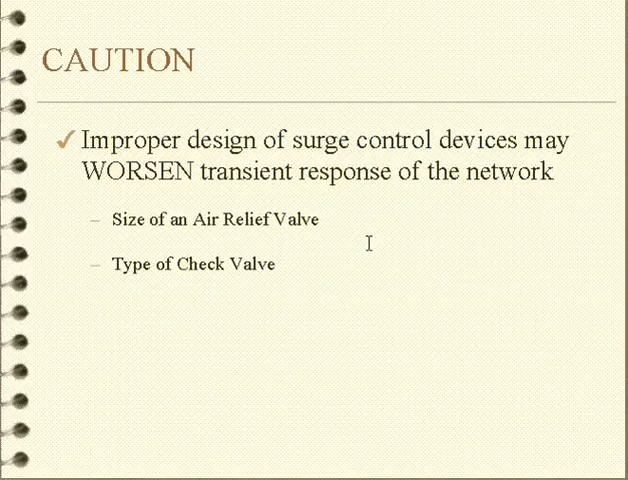 CAUTION
✓ Improper design of surge control devices may
WORSEN transient response of the network
– Size of an Air Relief Valve
– Type of Check Valve